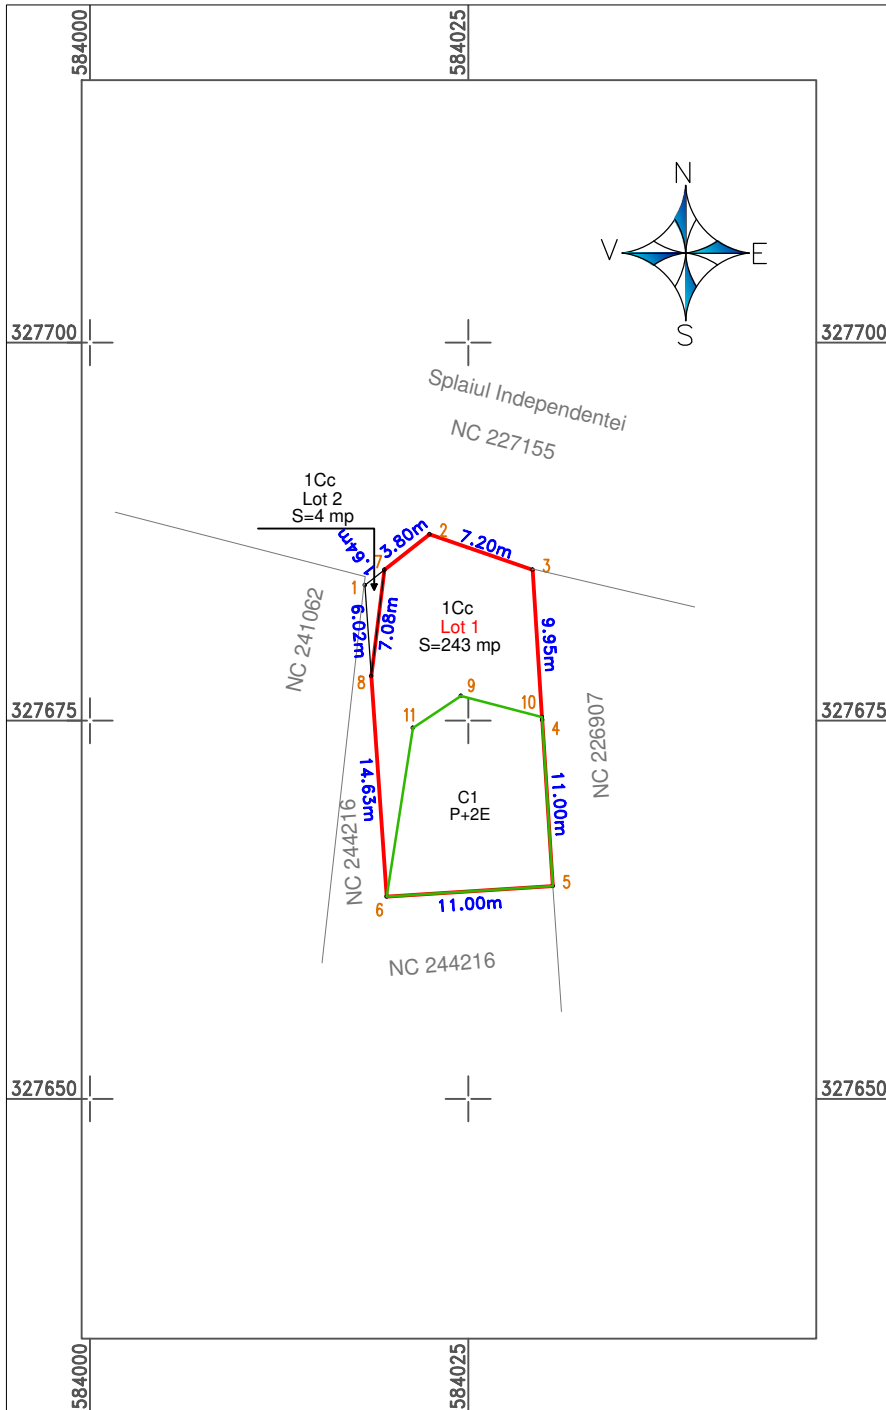 584000
584025
N
V
E
S
327700
327700
Splaiul Independentei
NC 227155
1Cc
Lot 2
S=4 mp
1.64m
3.80m
2
7.20m
7
3
1
6.02m
7.08m
1Cc
Lot 1
S=243 mp
9.95m
NC 241062
8
9
10
327675
11
4
327675
NC 226907
14.63m
C1
P+2E
11.00m
NC 244216
5
6
11.00m
NC 244216
327650
327650
584000
584025